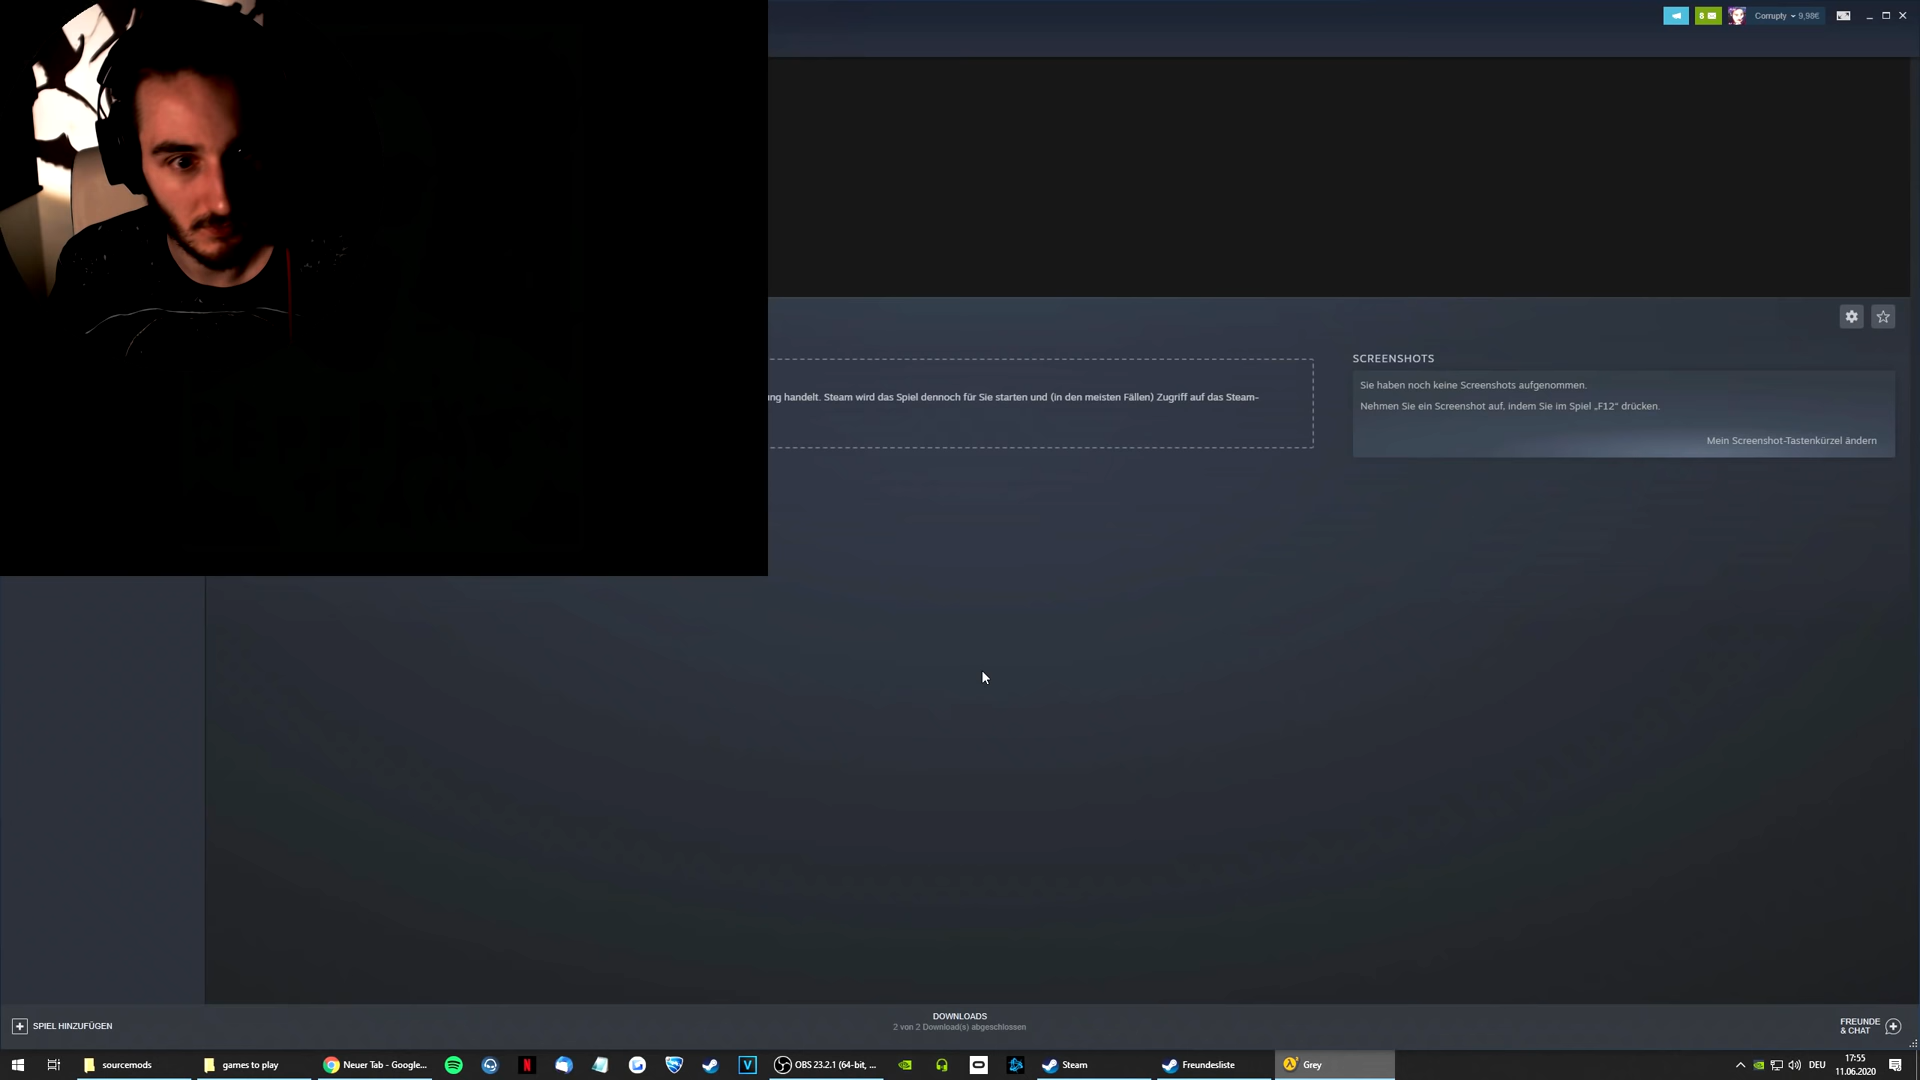 8
Corruply
9,98€
SCREENSHOTS
Sie haben noch keine Screenshots aufgenommen.
ng handelt. Steam wird das Spiel dennoch für Sie starten und (in den meisten Fällen) Zugriff auf das Steam-
Nehmen Sie ein Screenshot auf, indem Sie im Spiel „F12“ drücken.
Mein Screenshot-Tastenkürzel ändern
SPIEL HINZUFÜGEN
DOWNLOADS
2 von 2 Download(s) abgeschlossen
FREUNDE
& CHAT
sourcemods
games to play
Neuer Tab - Google...
OBS 23.2.1 (64-bit, ...
Steam
Freundesliste
Grey
DEU
17:55
11.06.2020